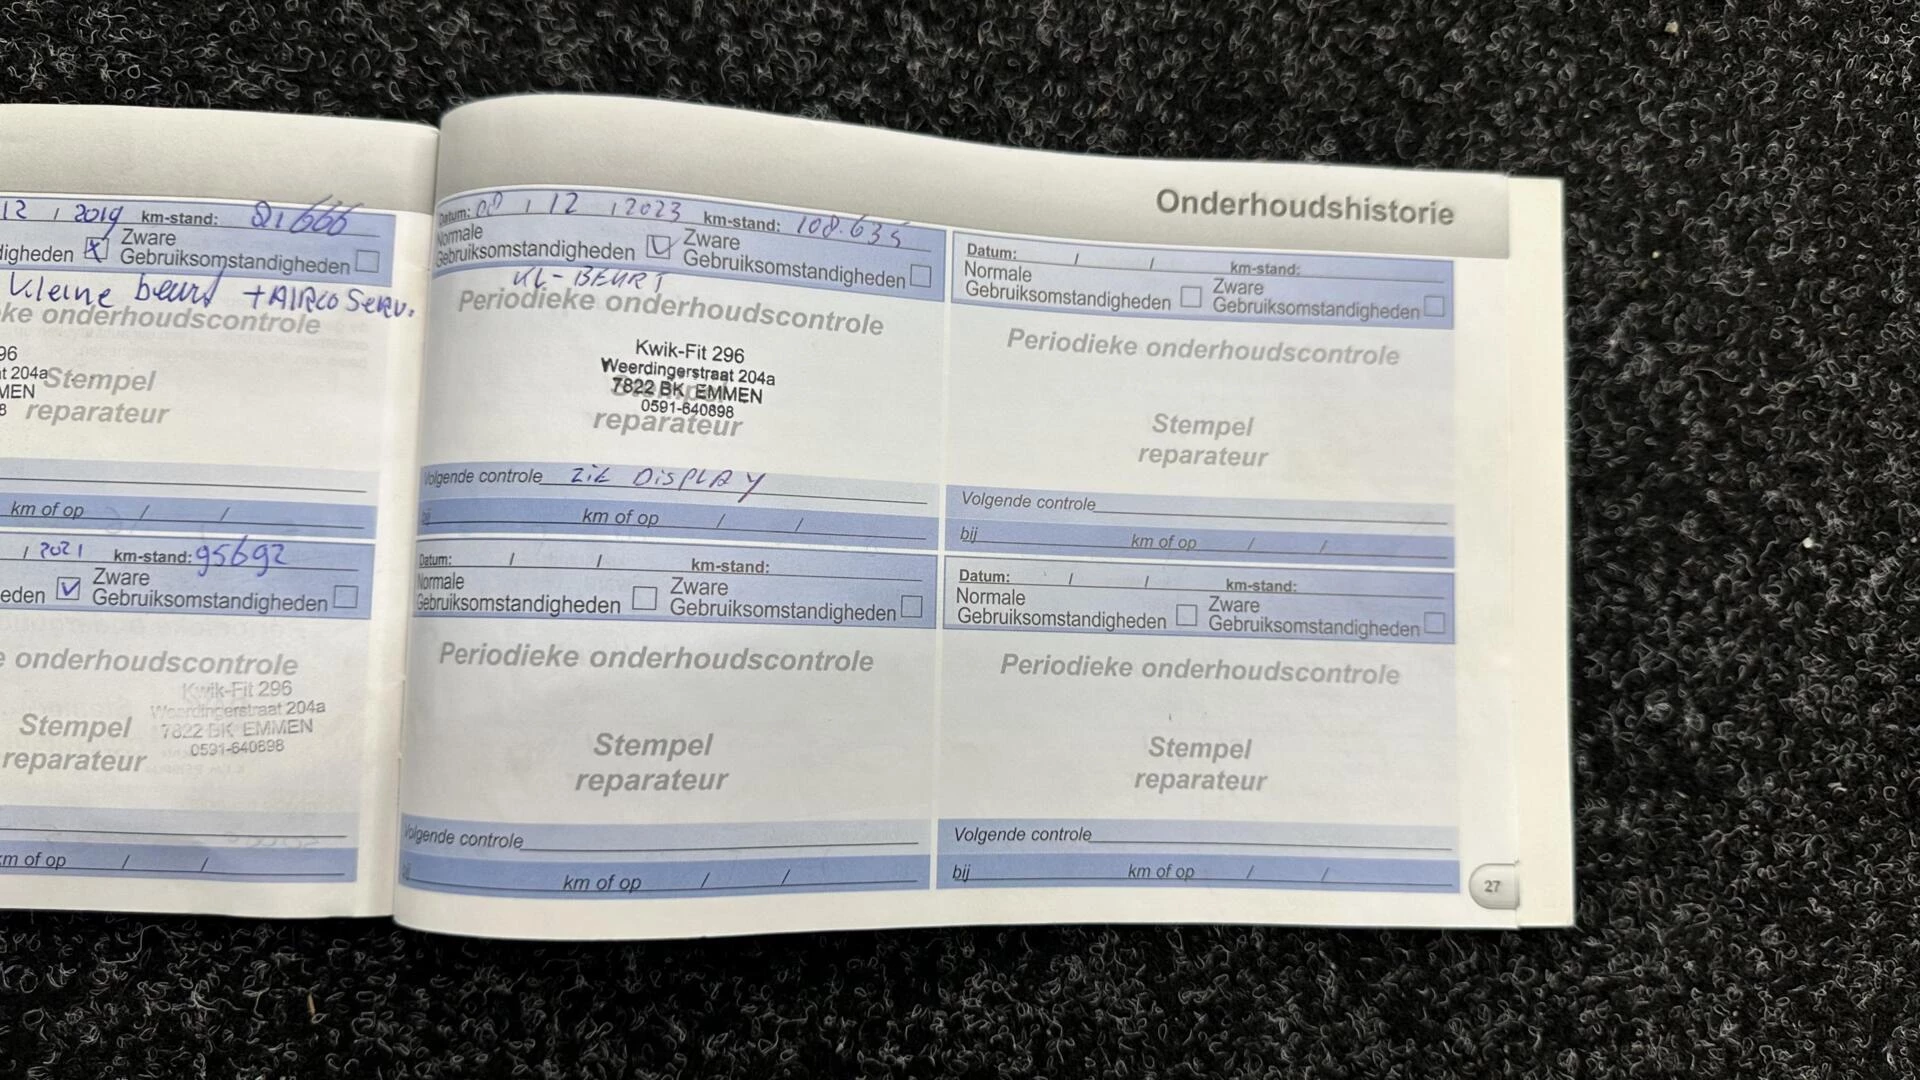 12 / 2019 km-stand: 81666
digheden Zware
Gebruiksomstandigheden
Kleine beurt + AIRco Serv.
ke onderhoudscontrole
96
at 204a
MEN
8
Stempel
reparateur
km of op / /
/ 2021 km-stand: 95692
eden Zware
Gebruiksomstandigheden
e onderhoudscontrole
Kwik-Fit 296
Weerdingerstraat 204a
7822 BK EMMEN
0591-640698
Stempel
reparateur
km of op / /
Onderhoudshistorie
Datum: / 12 / 2023 km-stand: 108.635
Normale
Gebruiksomstandigheden Zware
Gebruiksomstandigheden
KL-BEURT
Periodieke onderhoudscontrole
Kwik-Fit 296
Weerdingerstraat 204a
7822 BK EMMEN
0591-640698
Stempel
reparateur
Volgende controle ZiE DiSPLAY
bij km of op / /
Datum: / / km-stand:
Normale
Gebruiksomstandigheden Zware
Gebruiksomstandigheden
Periodieke onderhoudscontrole
Stempel
reparateur
Volgende controle
bij km of op / /
Datum: / / km-stand:
Normale
Gebruiksomstandigheden Zware
Gebruiksomstandigheden
Periodieke onderhoudscontrole
Stempel
reparateur
Volgende controle
bij km of op / /
Datum: / / km-stand:
Normale
Gebruiksomstandigheden Zware
Gebruiksomstandigheden
Periodieke onderhoudscontrole
Stempel
reparateur
Volgende controle
bij km of op / /
27